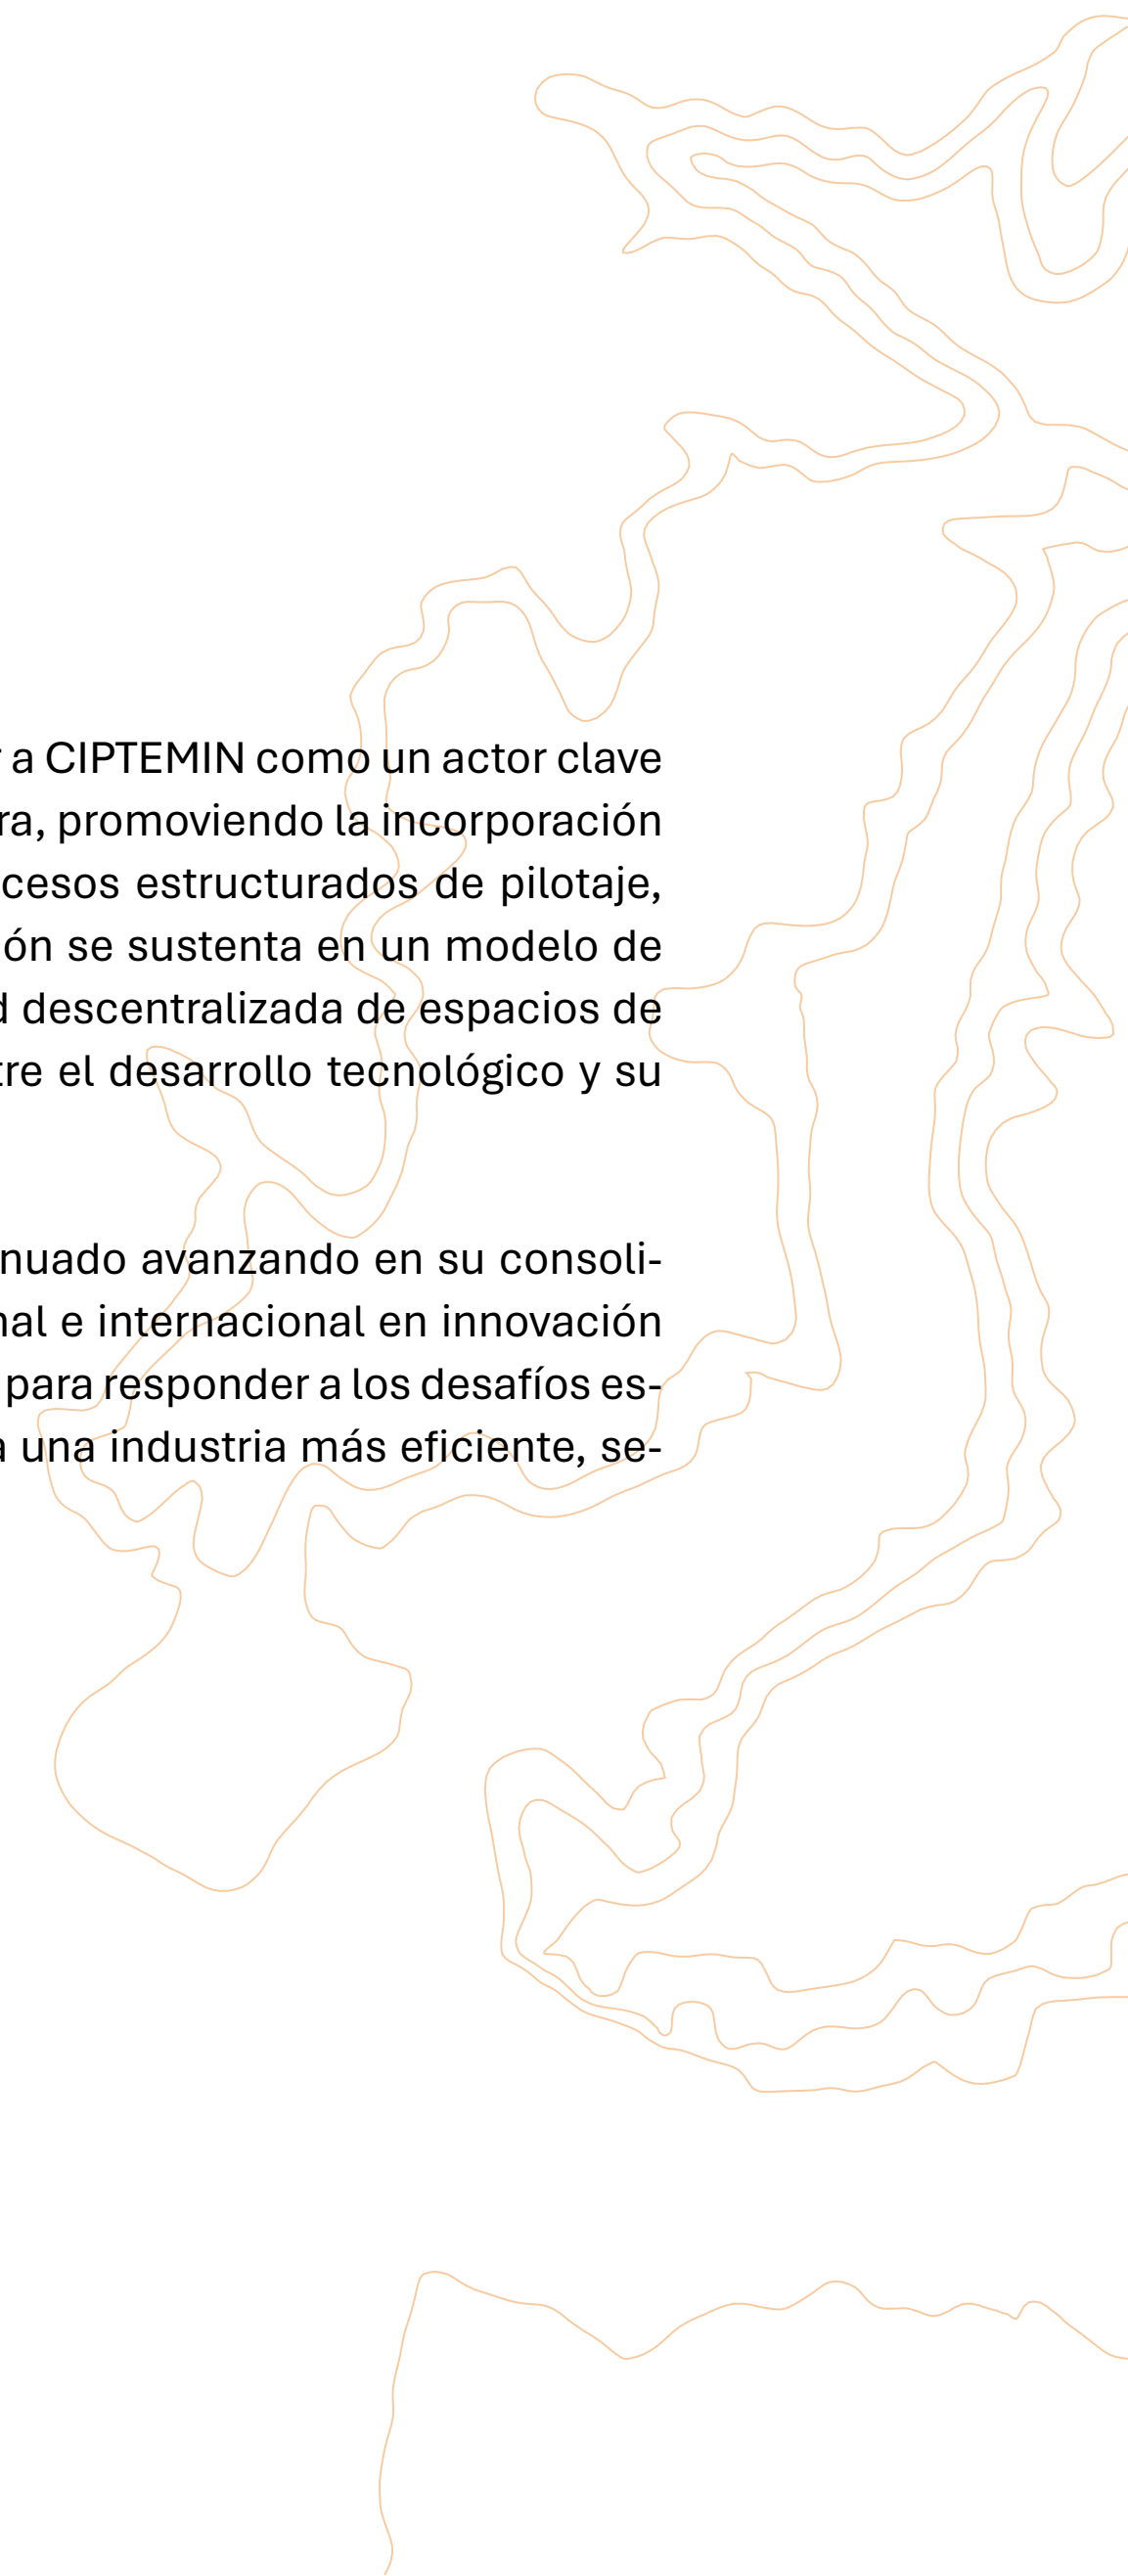 a CIPTEMIN como un actor clave
ra, promoviendo la incorporación
cesos estructurados de pilotaje,
ón se sustenta en un modelo de
d descentralizada de espacios de
tre el desarrollo tecnológico y su
nuado avanzando en su consoli-
nal e internacional en innovación
para responder a los desafíos es-
a una industria más eficiente, se-